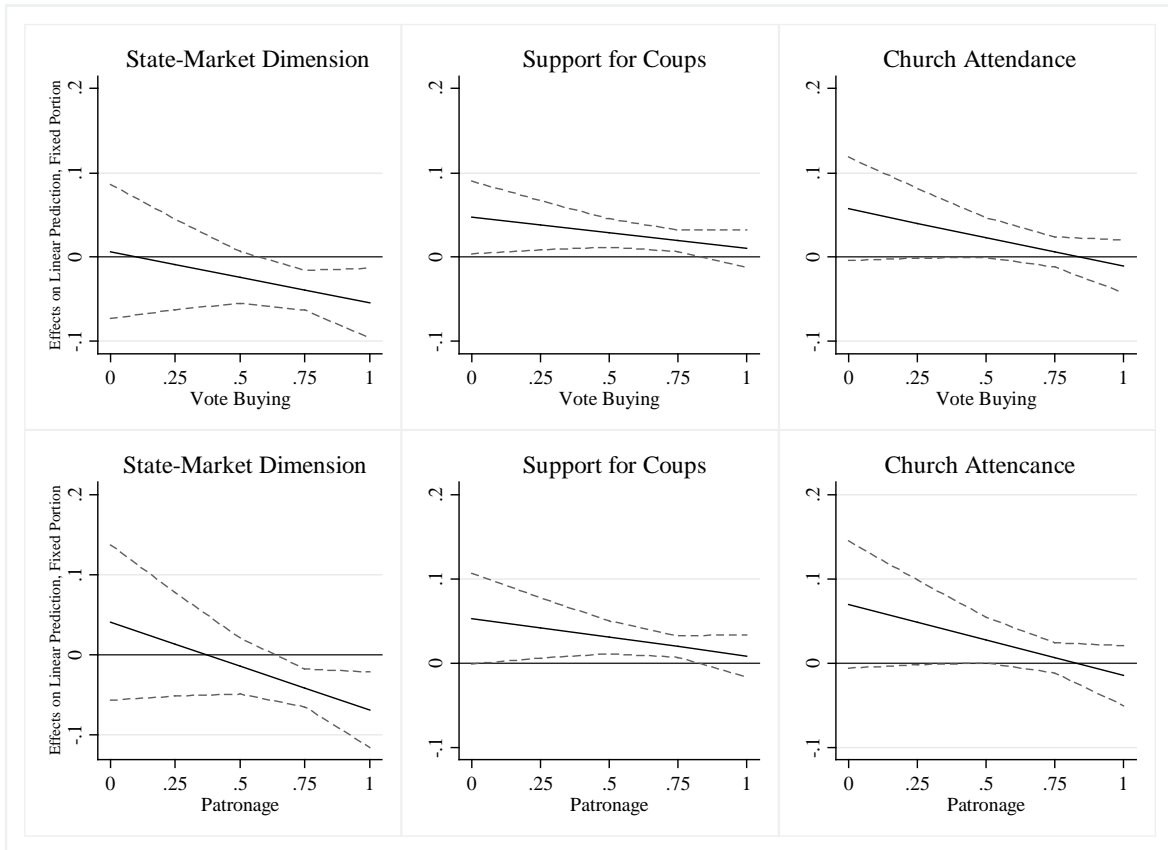 State-Market Dimension
Effects on Linear Prediction, Fixed Portion
.2
.1
0
-.1
0 .25 .5 .75 1
Vote Buying
Support for Coups
.2
.1
0
-.1
0 .25 .5 .75 1
Vote Buying
Church Attendance
.2
.1
0
-.1
0 .25 .5 .75 1
Vote Buying
State-Market Dimension
Effects on Linear Prediction, Fixed Portion
.2
.1
0
-.1
0 .25 .5 .75 1
Patronage
Support for Coups
.2
.1
0
-.1
0 .25 .5 .75 1
Patronage
Church Attencance
.2
.1
0
-.1
0 .25 .5 .75 1
Patronage